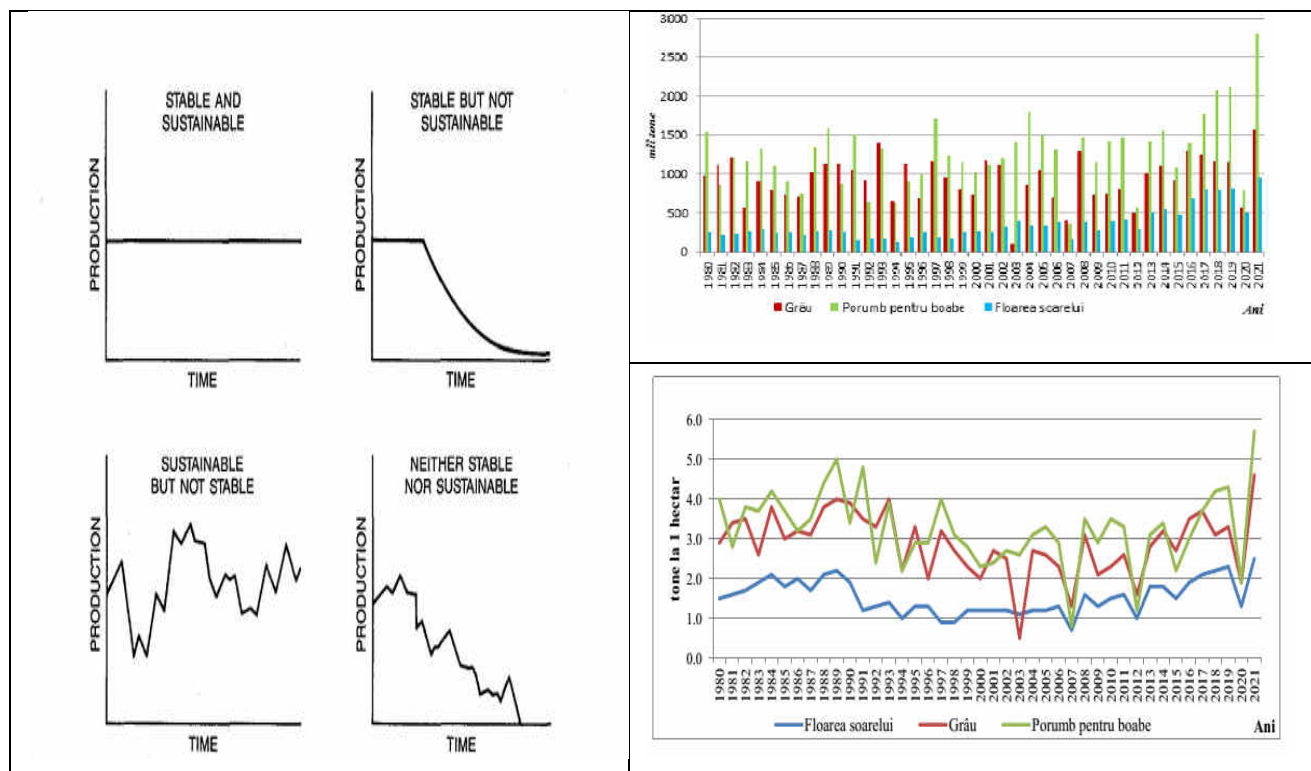 STABLE AND
SUSTAINABLE
PRODUCTION
TIME
STABLE BUT NOT
SUSTAINABLE
PRODUCTION
TIME
SUSTAINABLE
BUT NOT STABLE
PRODUCTION
TIME
NEITHER STABLE
NOR SUSTAINABLE
PRODUCTION
TIME
3000
2500
2000
1500
1000
500
0
mii tone
1980 1981 1982 1983 1984 1985 1986 1987 1988 1989 1990 1991 1992 1993 1994 1995 1996 1997 1998 1999 2000 2001 2002 2003 2004 2005 2006 2007 2008 2009 2010 2011 2012 2013 2014 2015 2016 2017 2018 2019 2020 2021
Grâu Porumb pentru boabe Floarea soarelui Ani
6.0
5.0
4.0
3.0
2.0
1.0
0.0
tone la 1 hectar
1980 1981 1982 1983 1984 1985 1986 1987 1988 1989 1990 1991 1992 1993 1994 1995 1996 1997 1998 1999 2000 2001 2002 2003 2004 2005 2006 2007 2008 2009 2010 2011 2012 2013 2014 2015 2016 2017 2018 2019 2020 2021
Floarea soarelui Grâu Porumb pentru boabe Ani